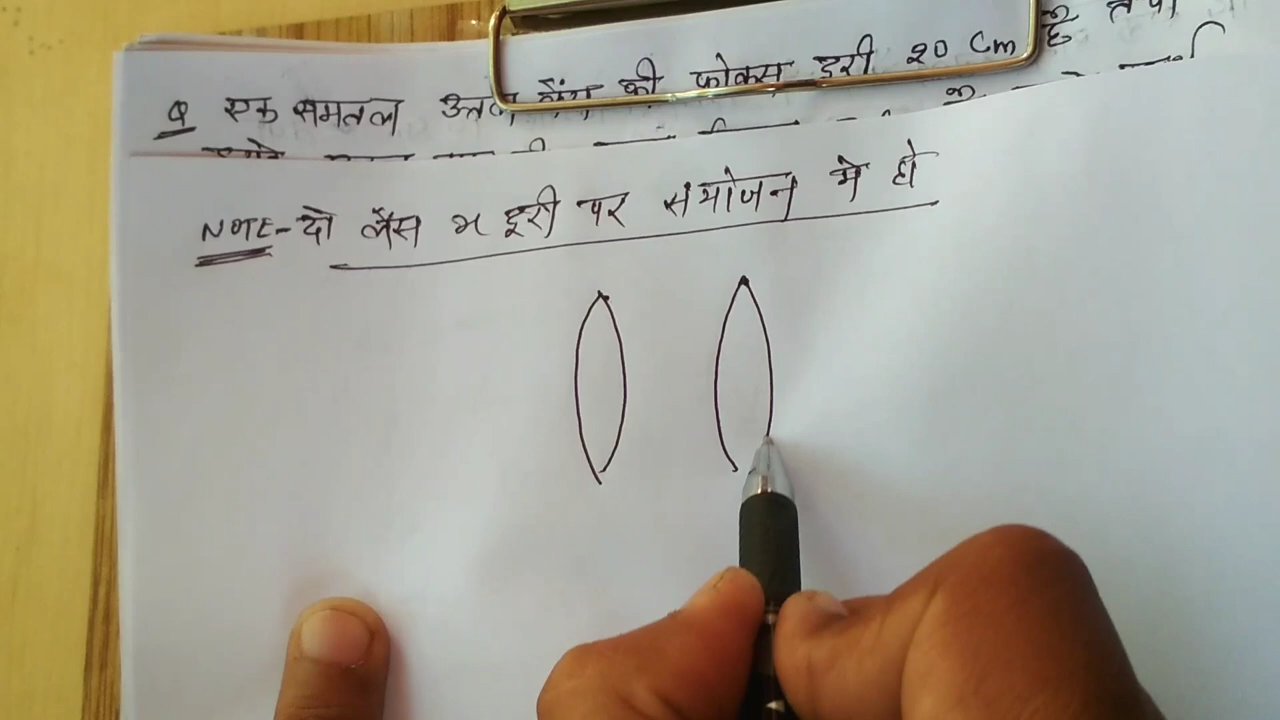 Q एक समतल उत्तल लैंस की फोकस दूरी 20 Cm है तथा
NOTE- दो लैंस x दूरी पर संयोजन मे हो